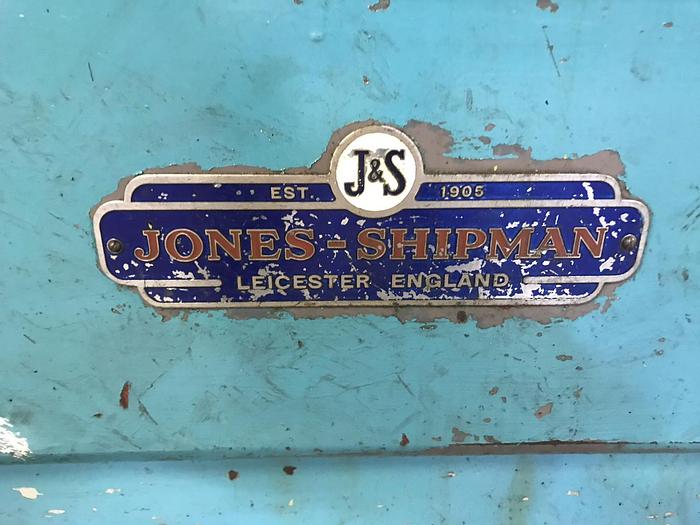 J&S
EST. 1905
JONES-SHIPMAN
LEICESTER ENGLAND